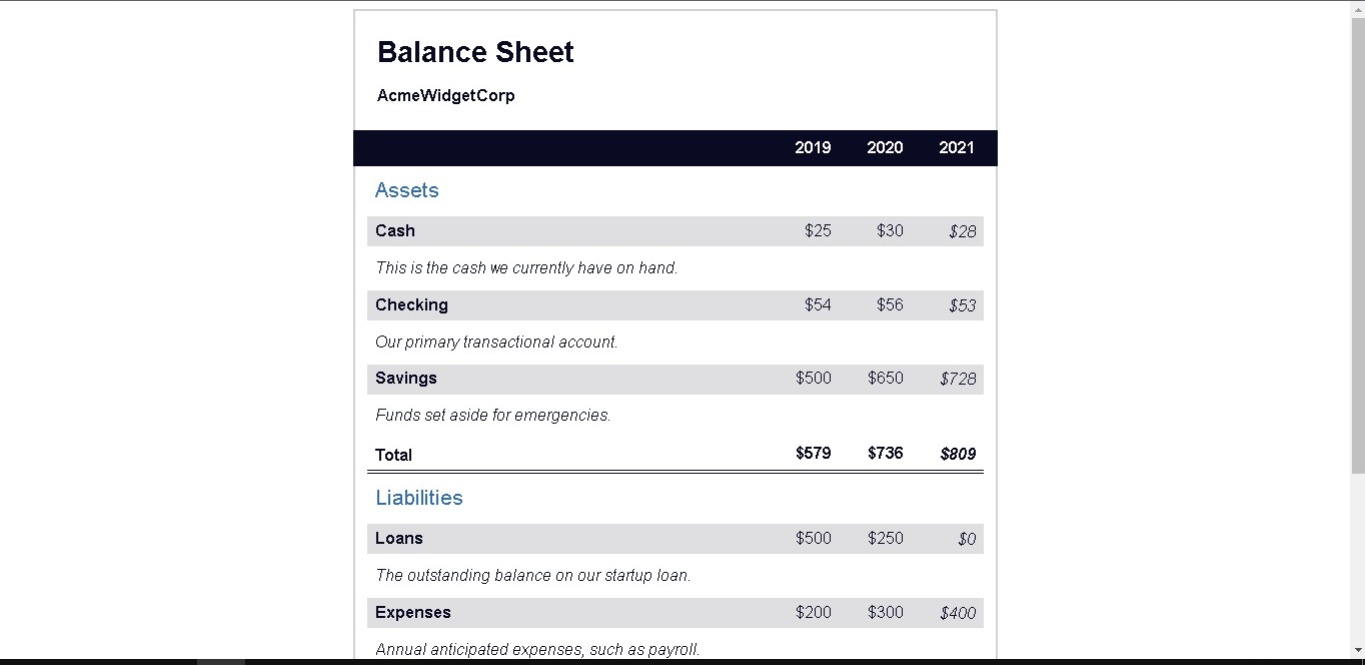 Balance Sheet
AcmeWidgetCorp
2019 2020 2021
Assets
Cash $25 $30 $28
This is the cash we currently have on hand.
Checking $54 $56 $53
Our primary transactional account.
Savings $500 $650 $728
Funds set aside for emergencies.
Total $579 $736 $809
Liabilities
Loans $500 $250 $0
The outstanding balance on our startup loan.
Expenses $200 $300 $400
Annual anticipated expenses, such as payroll.